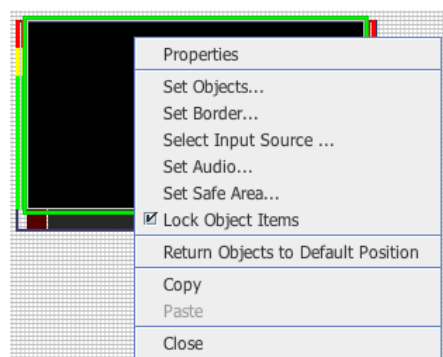 Properties
Set Objects...
Set Border...
Select Input Source ...
Set Audio...
Set Safe Area...
Lock Object Items
Return Objects to Default Position
Copy
Paste
Close